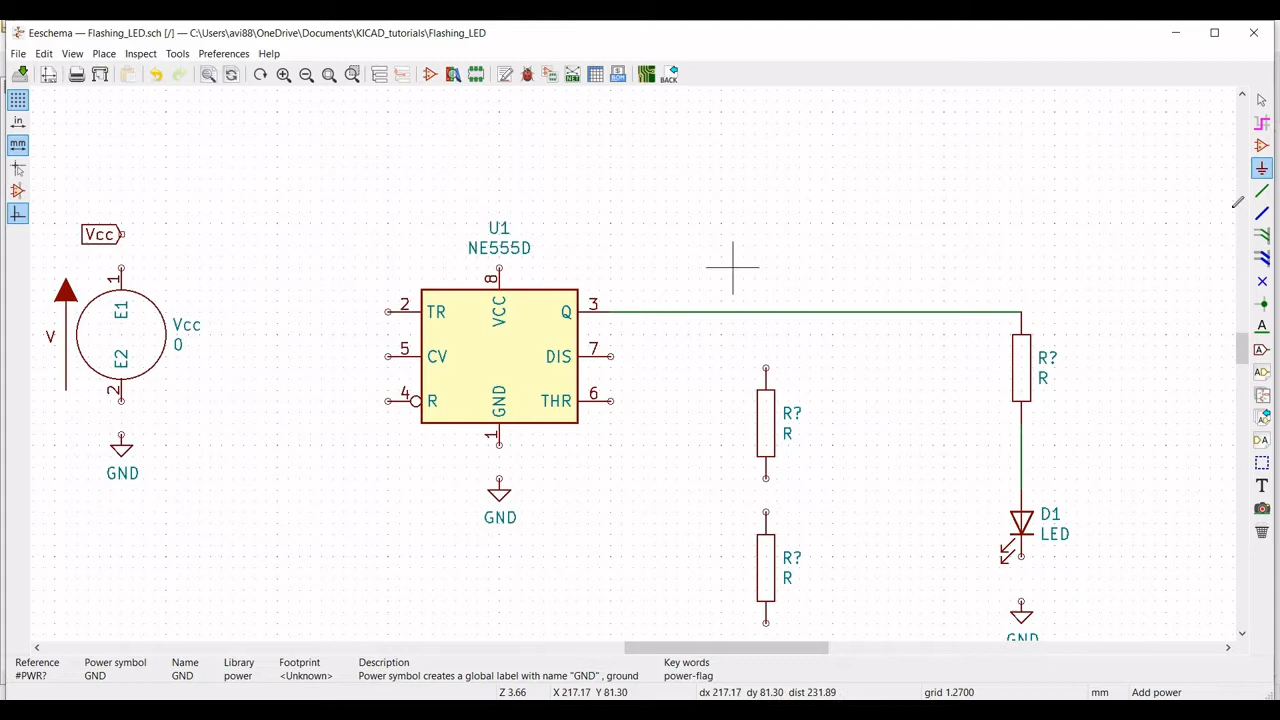 Eeschema — Flashing_LED.sch [/] — C:\Users\avi88\OneDrive\Documents\KICAD_tutorials\Flashing_LED
File Edit View Place Inspect Tools Preferences Help
BACK
in
mm
U1
NE555D
Vcc
1
8
2 TR VCC Q 3
E1
V
Vcc
0
5 CV DIS 7
E2
2
4 R GND THR 6
1
R?
R
R?
R
GND
GND
D1
LED
R?
R
GND
A
A
A
DA
T
NET
BOM
Reference Power symbol Name Library Footprint Description Key words
#PWR? GND GND power <Unknown> Power symbol creates a global label with name "GND" , ground power-flag
Z 3.66 X 217.17 Y 81.30 dx 217.17 dy 81.30 dist 231.89 grid 1.2700 mm Add power